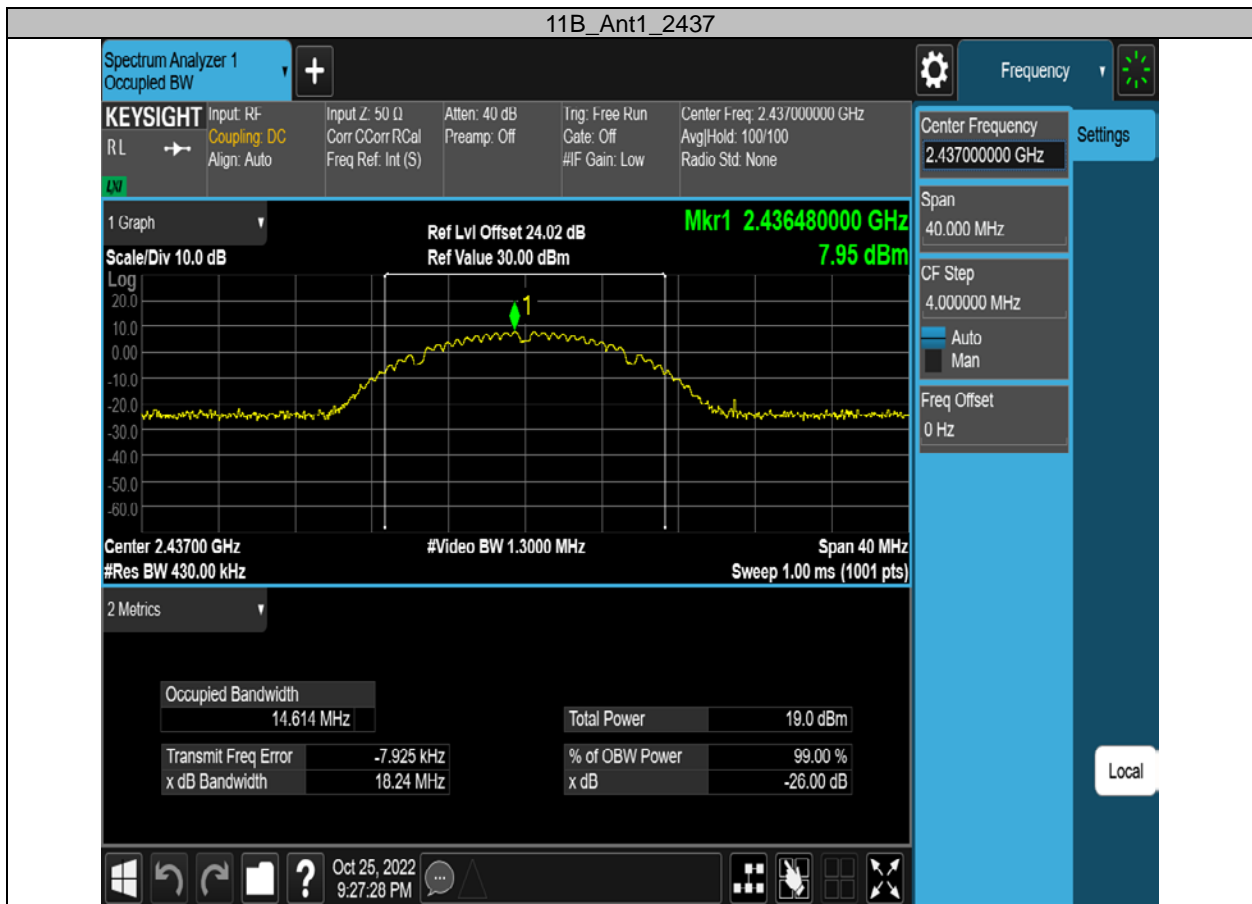 11B_Ant1_2437
Spectrum Analyzer 1
Occupied BW
+
Frequency
KEYSIGHT
RL
LXI
Input: RF
Coupling: DC
Align: Auto
Input Z: 50 Ω
Corr CCorr RCal
Freq Ref: Int (S)
Atten: 40 dB
Preamp: Off
Trig: Free Run
Gate: Off
#IF Gain: Low
Center Freq: 2.437000000 GHz
Avg|Hold: 100/100
Radio Std: None
Center Frequency
2.437000000 GHz
Settings
Span
40.000 MHz
CF Step
4.000000 MHz
Auto
Man
Freq Offset
0 Hz
Local
1 Graph
Scale/Div 10.0 dB
Ref Lvl Offset 24.02 dB
Ref Value 30.00 dBm
Mkr1 2.436480000 GHz
7.95 dBm
Log
20.0
10.0
0.00
-10.0
-20.0
-30.0
-40.0
-50.0
-60.0
1
Center 2.43700 GHz
#Res BW 430.00 kHz
#Video BW 1.3000 MHz
Span 40 MHz
Sweep 1.00 ms (1001 pts)
2 Metrics
Occupied Bandwidth
14.614 MHz
Total Power 19.0 dBm
Transmit Freq Error -7.925 kHz
% of OBW Power 99.00 %
x dB Bandwidth 18.24 MHz
x dB -26.00 dB
?
Oct 25, 2022
9:27:28 PM